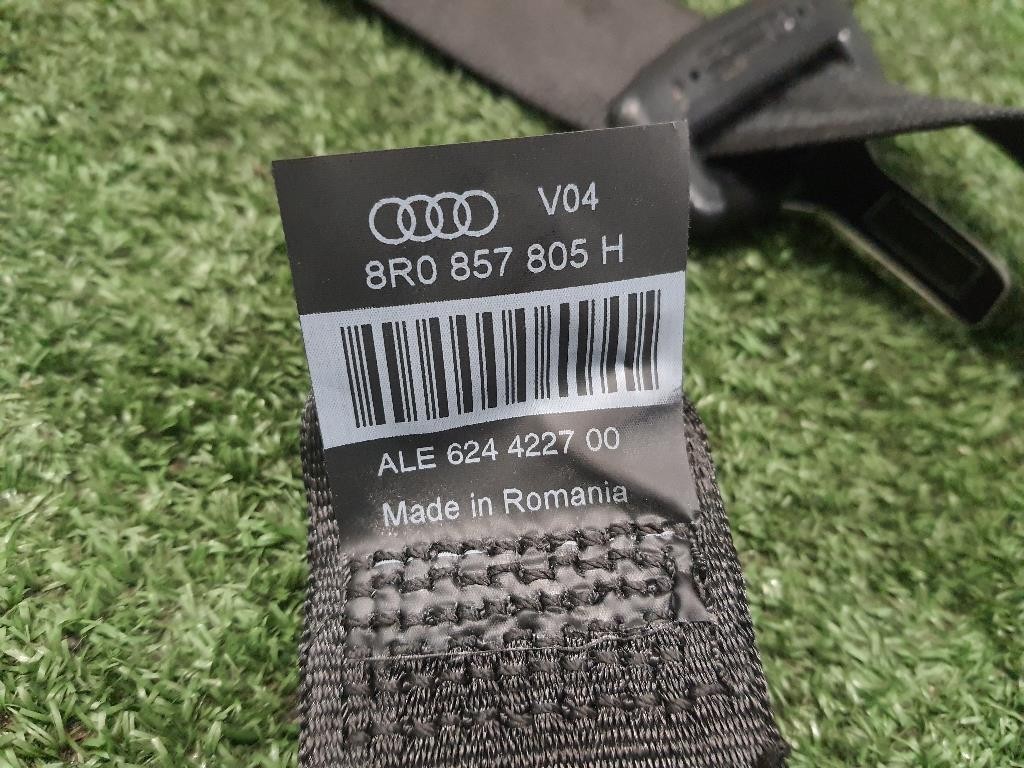 V04
8R0 857 805 H
ALE 624 4227 00
Made in Romania